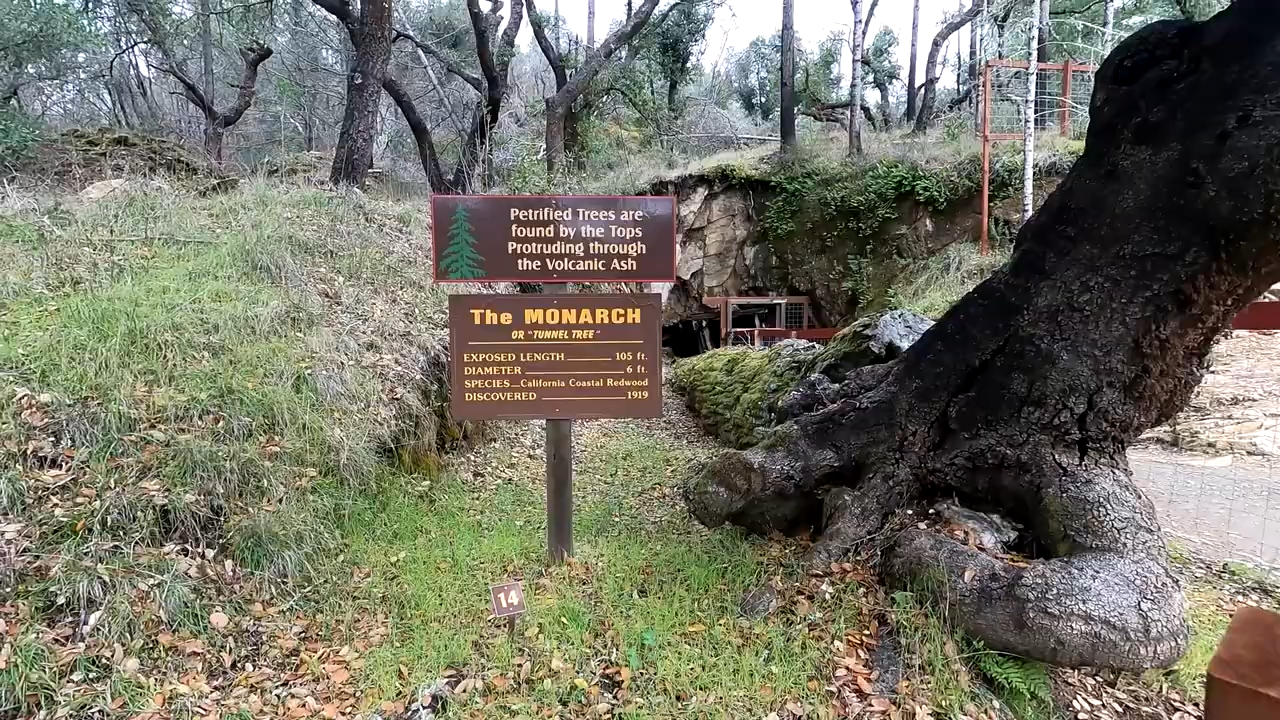 Petrified Trees are
found by the Tops
Protruding through
the Volcanic Ash
The MONARCH
OR "TUNNEL TREE"
EXPOSED LENGTH 105 ft.
DIAMETER 6 ft.
SPECIES California Coastal Redwood
DISCOVERED 1919
14